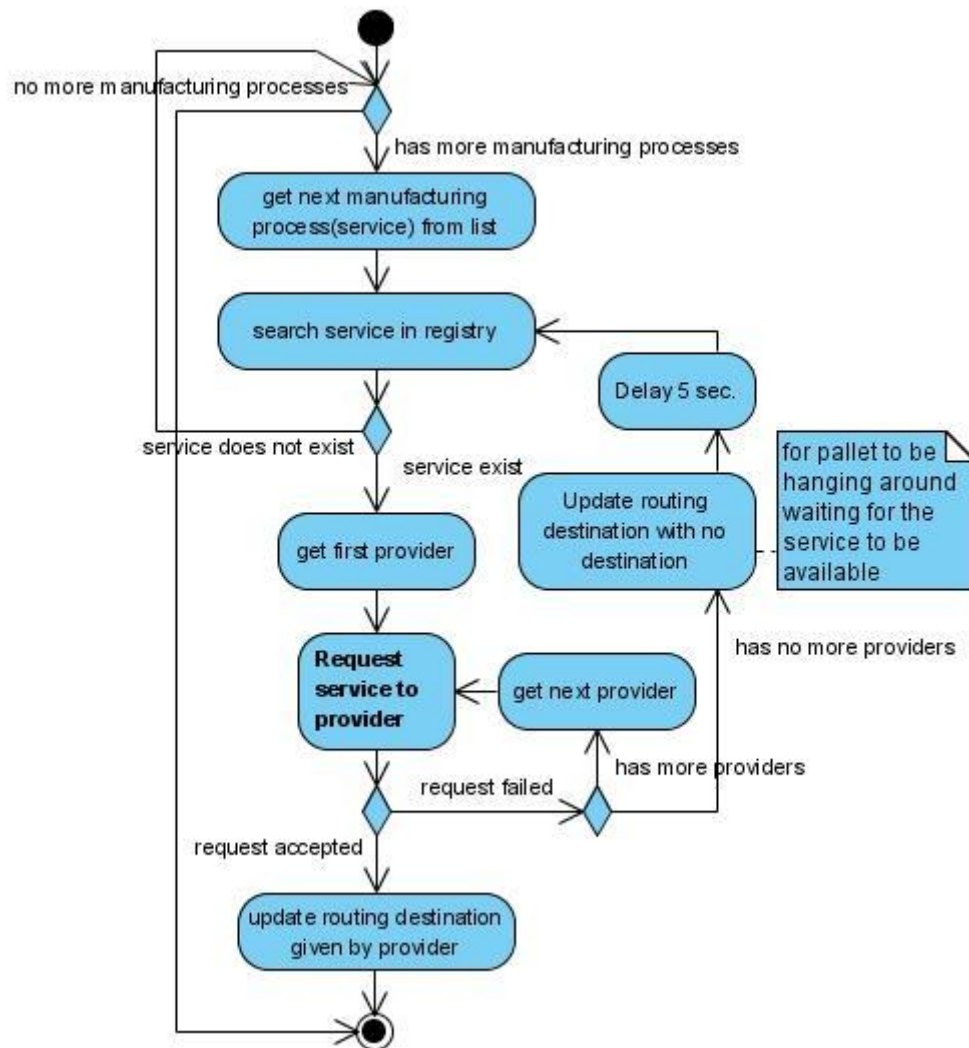 no more manufacturing processes
has more manufacturing processes
get next manufacturing
process(service) from list
search service in registry
Delay 5 sec.
service does not exist
service exist
for pallet to be
hanging around
waiting for the
service to be
available
Update routing
destination with no
destination
get first provider
has no more providers
Request
service to
provider
get next provider
has more providers
request failed
request accepted
update routing destination
given by provider